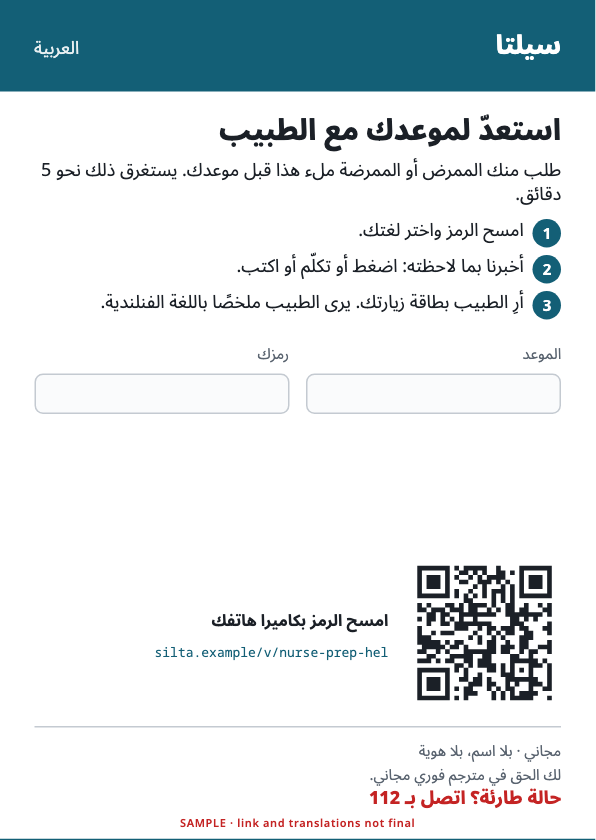 سيلتا
العربية
استعدّ لموعدك مع الطبيب
طلب منك الممرض أو الممرضة ملء هذا قبل موعدك. يستغرق ذلك نحو 5
دقائق.
1 امسح الرمز واختر لغتك.
2 أخبرنا بما لاحظته: اضغط أو تكلّم أو اكتب.
3 أرِ الطبيب بطاقة زيارتك. يرى الطبيب ملخصًا باللغة الفنلندية.
الموعد
رمزك
امسح الرمز بكاميرا هاتفك
silta.example/v/nurse-prep-hel
مجاني · بلا اسم، بلا هوية
لك الحق في مترجم فوري مجاني.
حالة طارئة؟ اتصل بـ 112
SAMPLE · link and translations not final